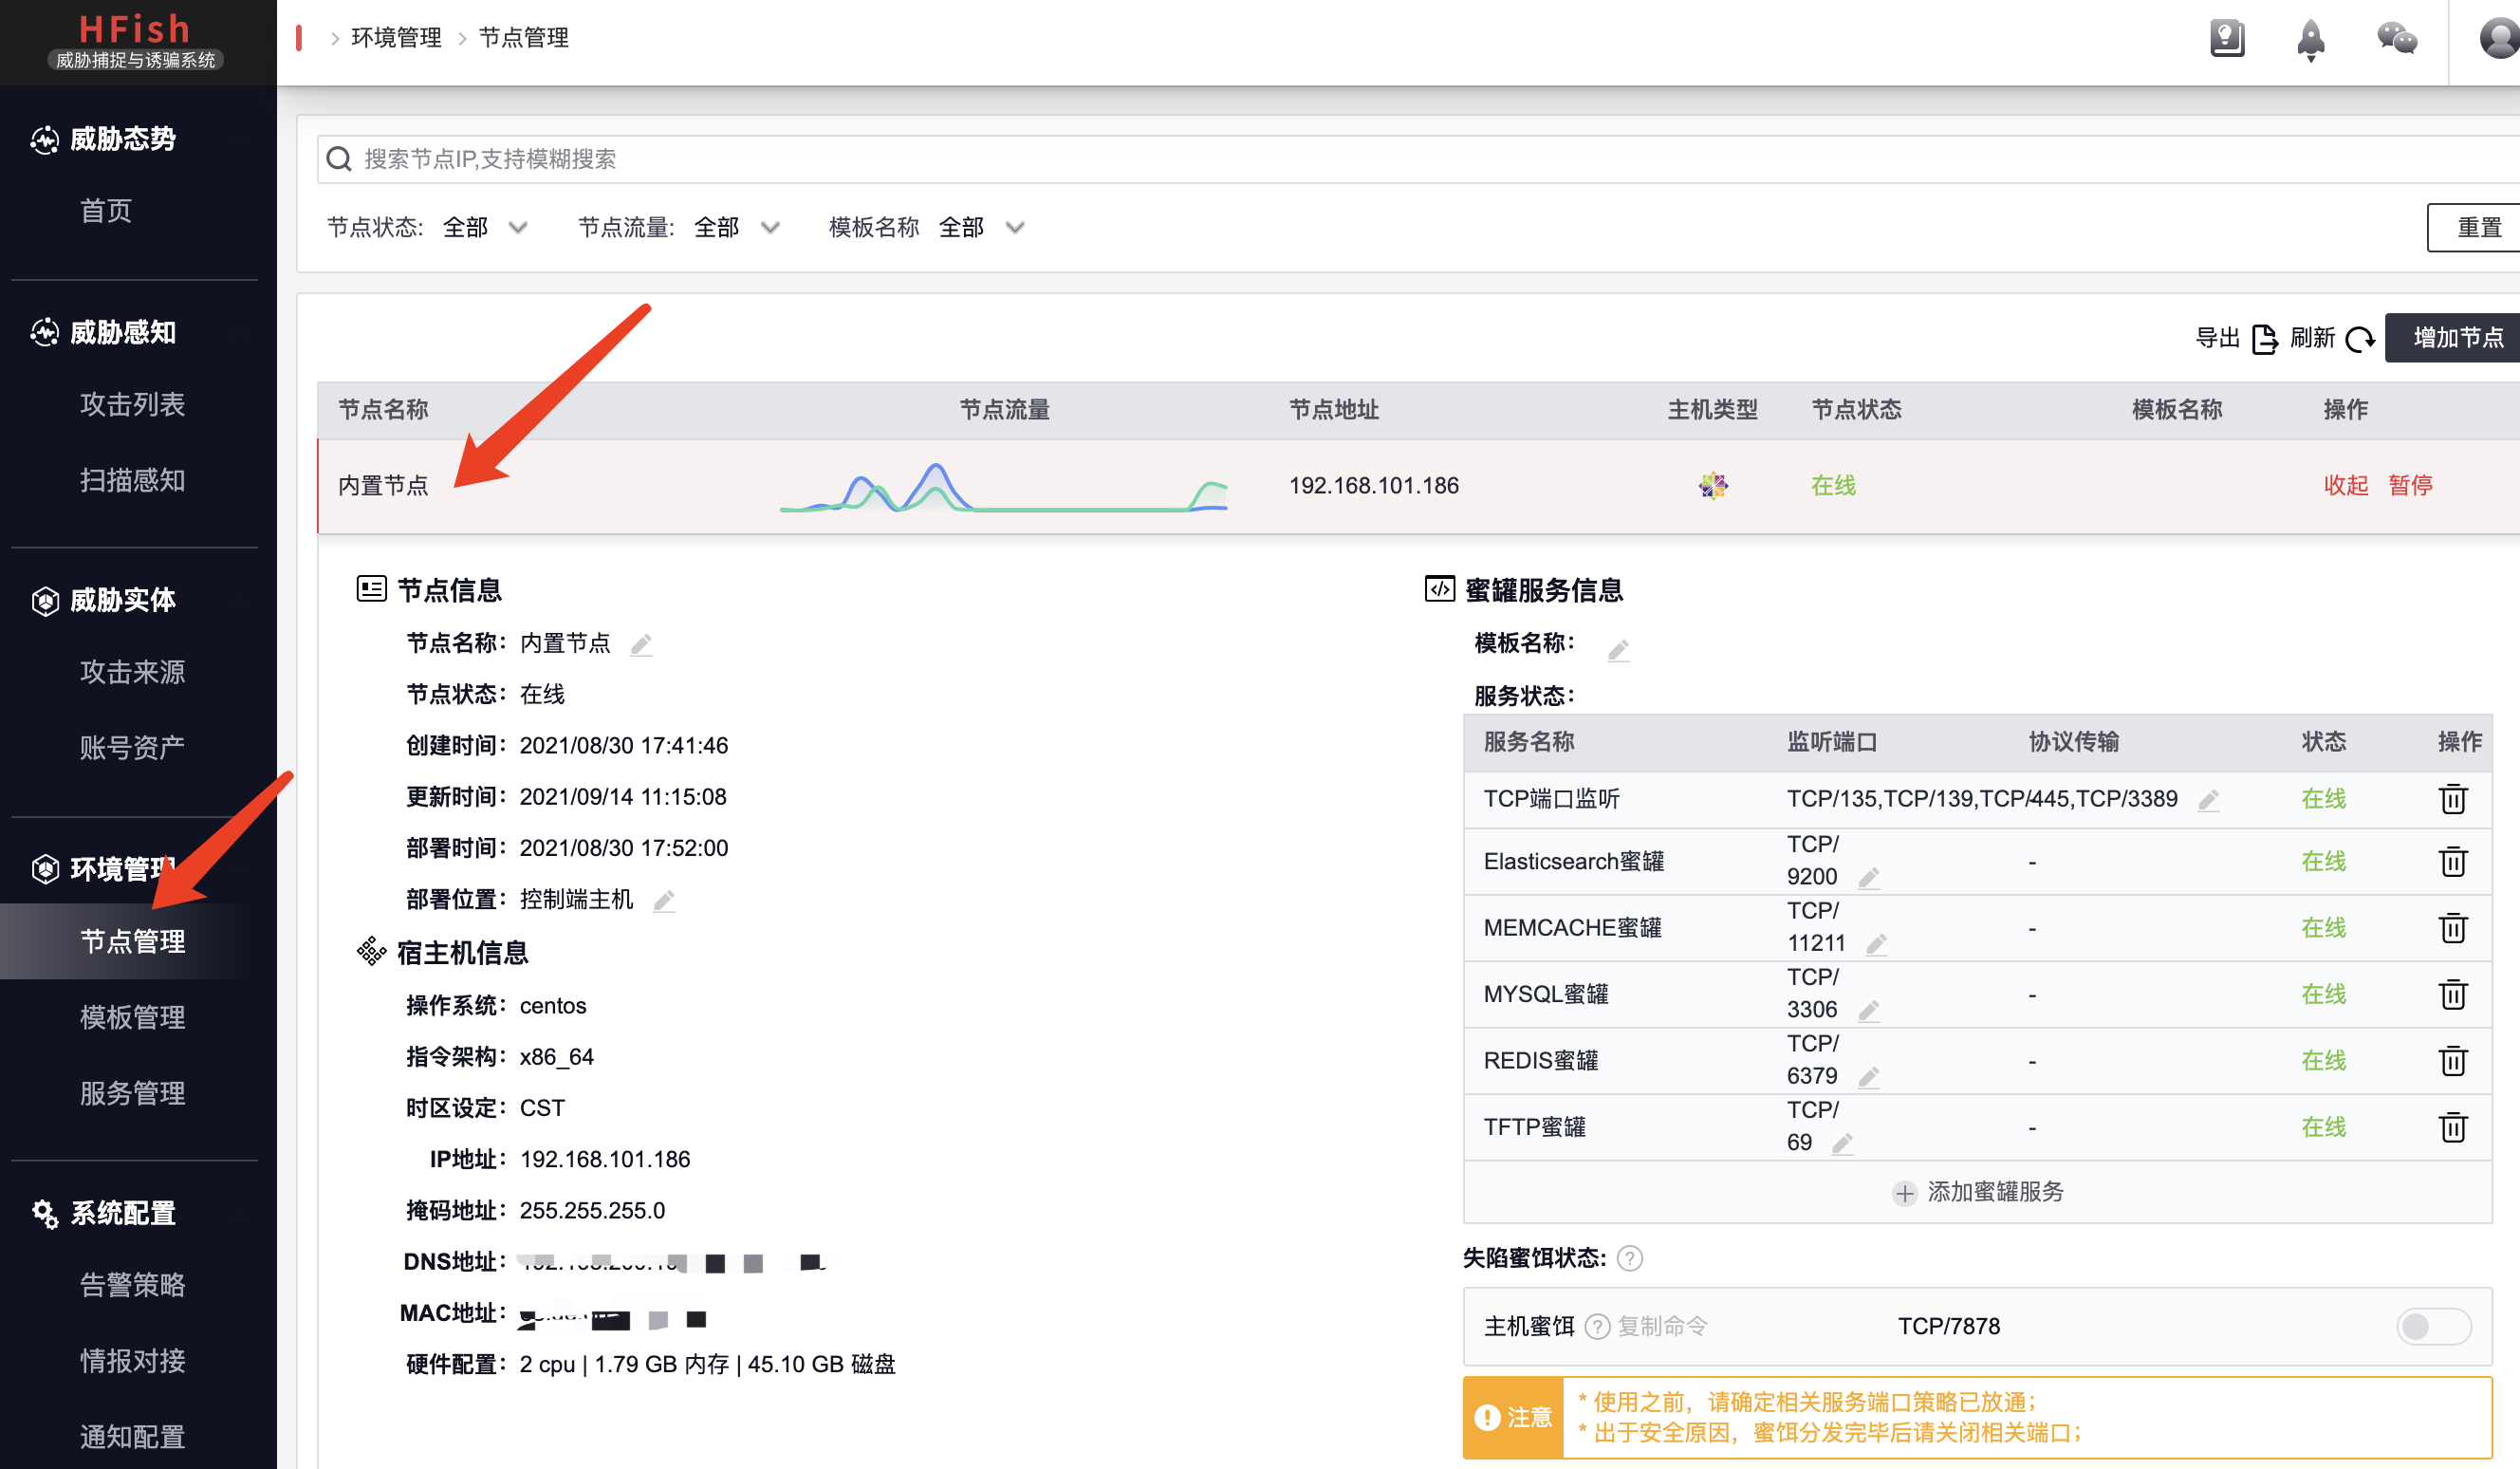 HFish
威胁捕捉与诱骗系统
环境管理 节点管理
威胁态势
首页
威胁感知
攻击列表
扫描感知
威胁实体
攻击来源
账号资产
环境管理
节点管理
模板管理
服务管理
系统配置
告警策略
情报对接
通知配置
搜索节点IP,支持模糊搜索
节点状态: 全部 节点流量: 全部 模板名称 全部 重置
导出 刷新 增加节点
节点名称 节点流量 节点地址 主机类型 节点状态 模板名称 操作
内置节点 192.168.101.186 在线 收起 暂停
节点信息
节点名称：内置节点
节点状态：在线
创建时间：2021/08/30 17:41:46
更新时间：2021/09/14 11:15:08
部署时间：2021/08/30 17:52:00
部署位置：控制端主机
宿主机信息
操作系统：centos
指令架构：x86_64
时区设定：CST
IP地址：192.168.101.186
掩码地址：255.255.255.0
DNS地址：
MAC地址：
硬件配置：2 cpu | 1.79 GB 内存 | 45.10 GB 磁盘
蜜罐服务信息
模板名称：
服务状态：
服务名称 监听端口 协议传输 状态 操作
TCP端口监听 TCP/135,TCP/139,TCP/445,TCP/3389 在线
Elasticsearch蜜罐 TCP/
9200 - 在线
MEMCACHE蜜罐 TCP/
11211 - 在线
MYSQL蜜罐 TCP/
3306 - 在线
REDIS蜜罐 TCP/
6379 - 在线
TFTP蜜罐 TCP/
69 - 在线
添加蜜罐服务
失陷蜜饵状态: ?
主机蜜饵 ? 复制命令 TCP/7878
注意
* 使用之前，请确定相关服务端口策略已放通；
* 出于安全原因，蜜饵分发完毕后请关闭相关端口；